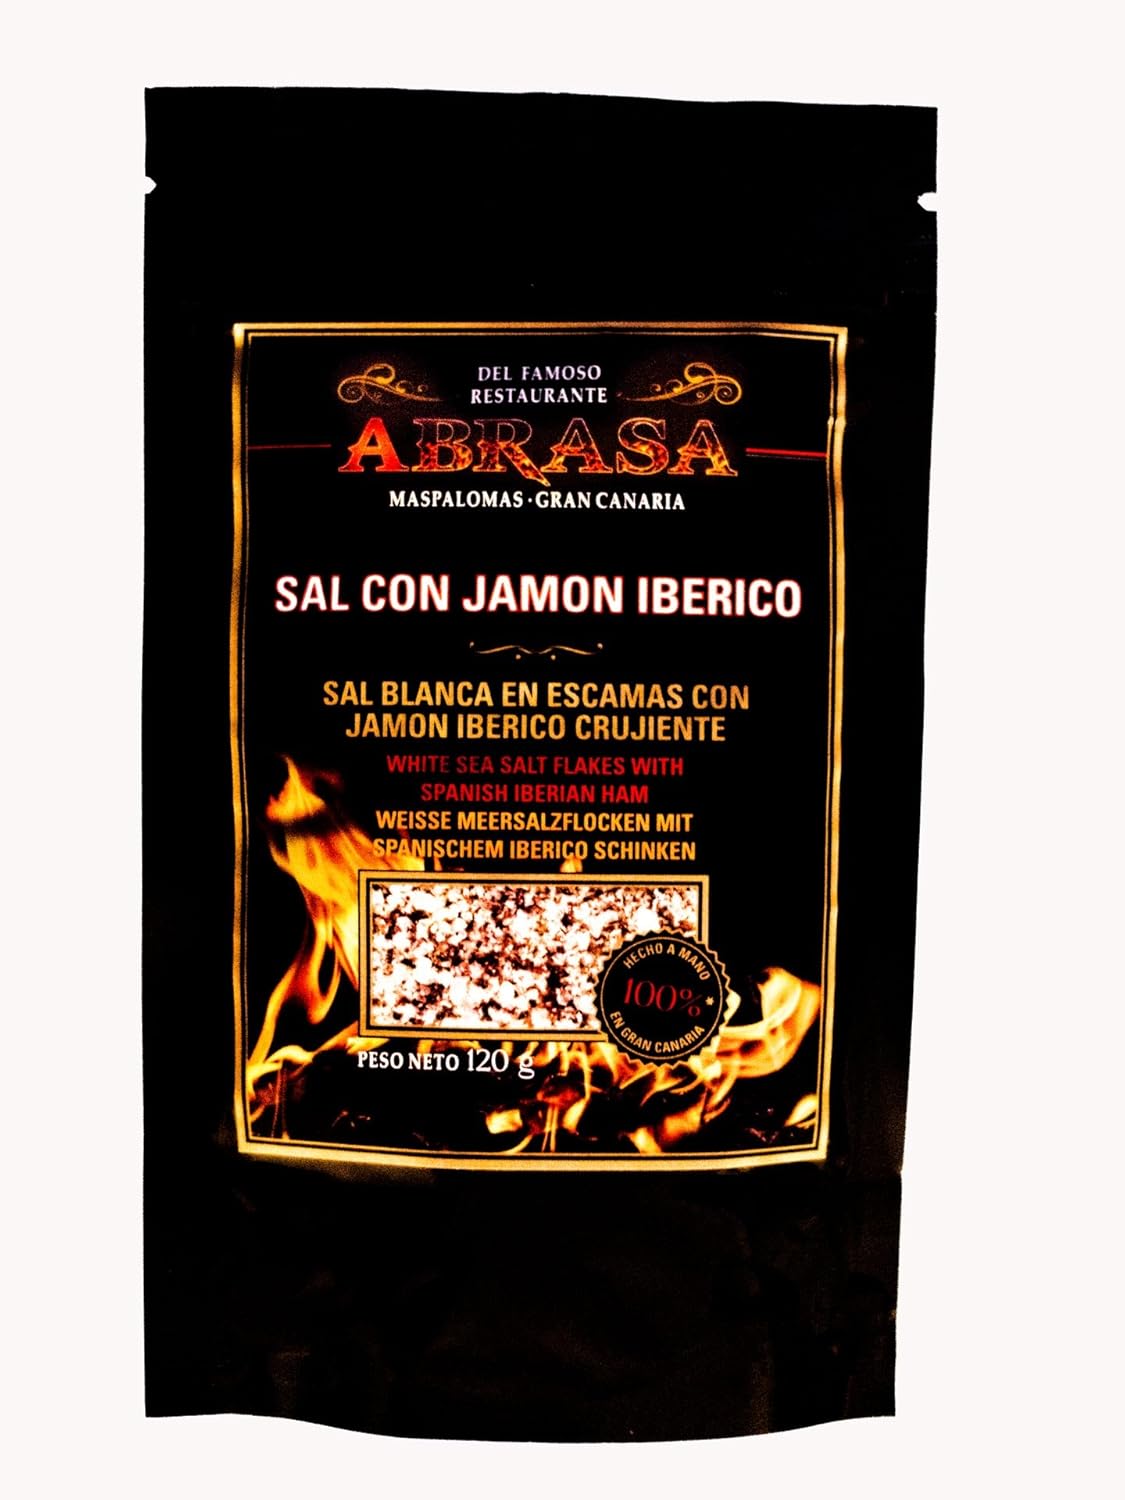 DEL FAMOSO
RESTAURANTE
ABRASA
MASPALOMAS·GRAN CANARIA
SAL CON JAMON IBERICO
SAL BLANCA EN ESCAMAS CON
JAMON IBERICO CRUJIENTE
WHITE SEA SALT FLAKES WITH
SPANISH IBERIAN HAM
WEISSE MEERSALZFLOCKEN MIT
SPANISCHEM IBERICO SCHINKEN
HECHO A MANO
100%*
EN GRAN CANARIA
PESO NETO 120 g